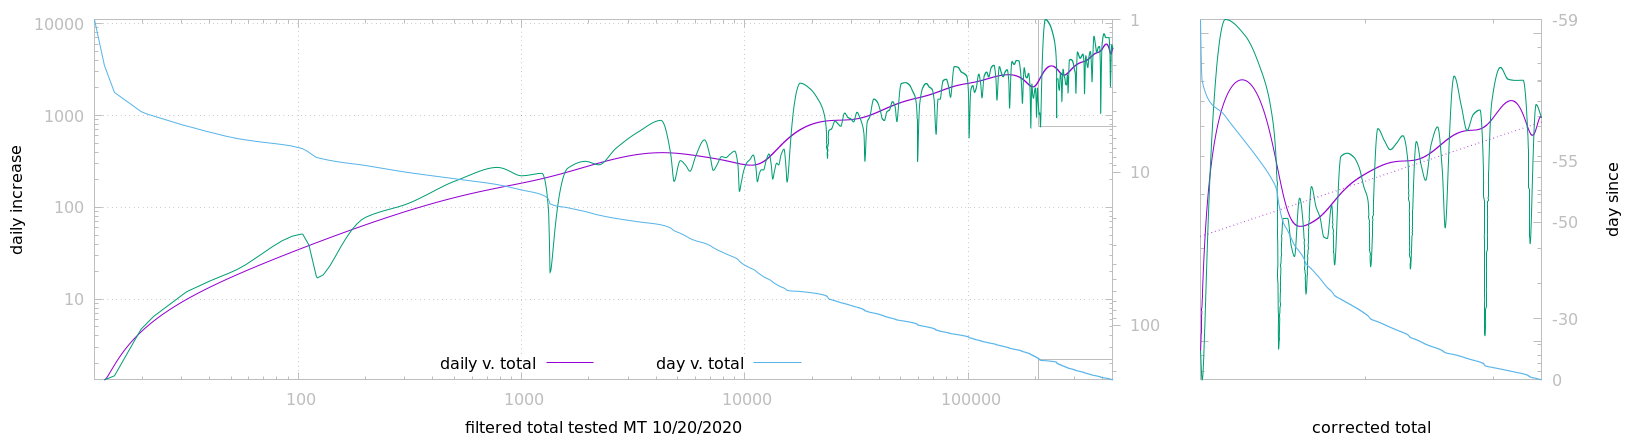 10000
1000
100
10
daily increase
daily v. total
day v. total
100
1000
10000
100000
filtered total tested MT 10/20/2020
1
10
100
-59
-55
-50
-30
0
day since
corrected total